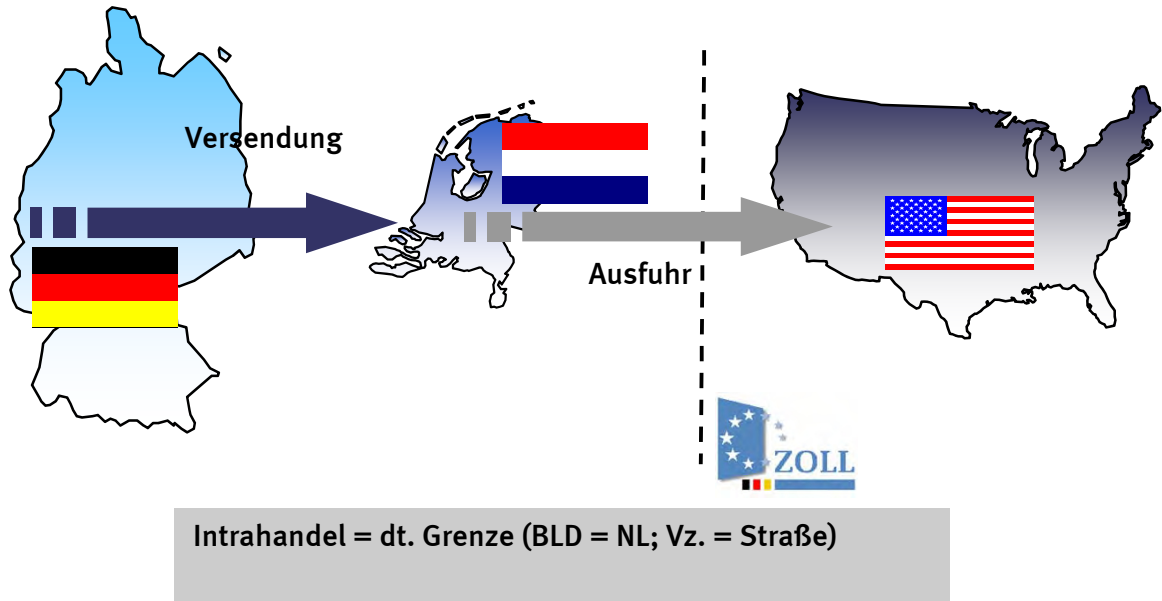 Versendung
Ausfuhr
ZOLL
Intrahandel = dt. Grenze (BLD = NL; Vz. = Straße)